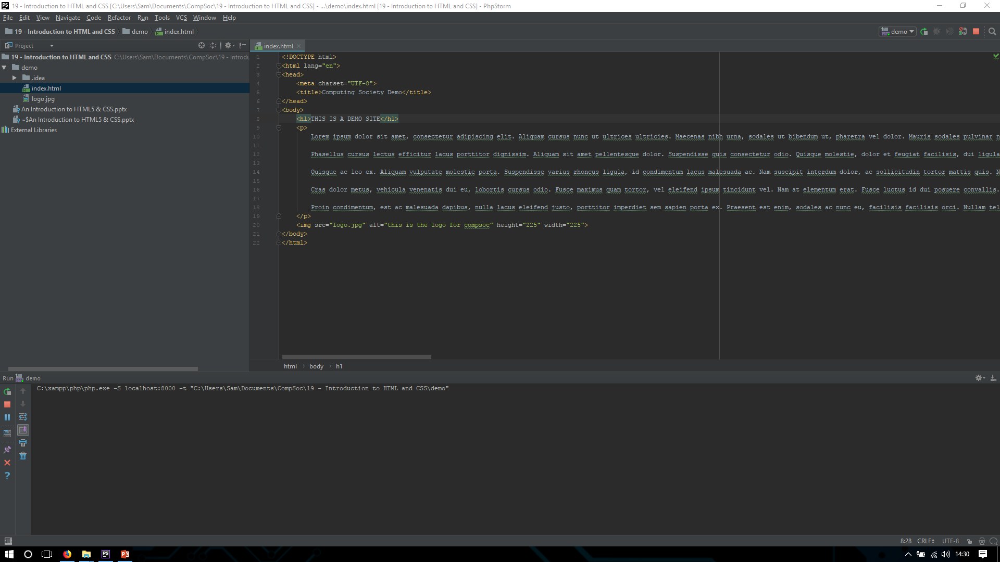 PS 19 - Introduction to HTML and CSS [C:\Users\Sam\Documents\CompSoc\19 - Introduction to HTML and CSS] - ...\demo\index.html [19 - Introduction to HTML and CSS] - PhpStorm
File Edit View Navigate Code Refactor Run Tools VCS Window Help
19 - Introduction to HTML and CSS demo index.html demo
Project
index.html
19 - Introduction to HTML and CSS C:\Users\Sam\Documents\CompSoc\19 - Introdu
demo
.idea
index.html
logo.jpg
An Introduction to HTML5 & CSS.pptx
~$An Introduction to HTML5 & CSS.pptx
External Libraries
1 <!DOCTYPE html>
2 <html lang="en">
3 <head>
4 <meta charset="UTF-8">
5 <title>Computing Society Demo</title>
6 </head>
7 <body>
8 <h1>THIS IS A DEMO SITE</h1>
9 <p>
10 Lorem ipsum dolor sit amet, consectetur adipiscing elit. Aliquam cursus nunc ut ultrices ultricies. Maecenas nibh urna, sodales ut bibendum ut, pharetra vel dolor. Mauris sodales pulvinar n
11
12 Phasellus cursus lectus efficitur lacus porttitor dignissim. Aliquam sit amet pellentesque dolor. Suspendisse quis consectetur odio. Quisque molestie, dolor et feugiat facilisis, dui ligula
13
14 Quisque ac leo ex. Aliquam vulputate molestie porta. Suspendisse varius rhoncus ligula, id condimentum lacus malesuada ac. Nam suscipit interdum dolor, ac sollicitudin tortor mattis quis. N
15
16 Cras dolor metus, vehicula venenatis dui eu, lobortis cursus odio. Fusce maximus quam tortor, vel eleifend ipsum tincidunt vel. Nam at elementum erat. Fusce luctus id dui posuere convallis.
17
18 Proin condimentum, est ac malesuada dapibus, nulla lacus eleifend justo, porttitor imperdiet sem sapien porta ex. Praesent est enim, sodales ac nunc eu, facilisis facilisis orci. Nullam tel
19 </p>
20 <img src="logo.jpg" alt="this is the logo for compsoc" height="225" width="225">
21 </body>
22 </html>
html body h1
Run demo
C:\xampp\php\php.exe -S localhost:8000 -t "C:\Users\Sam\Documents\CompSoc\19 - Introduction to HTML and CSS\demo"
8:28 CRLF UTF-8
14:30